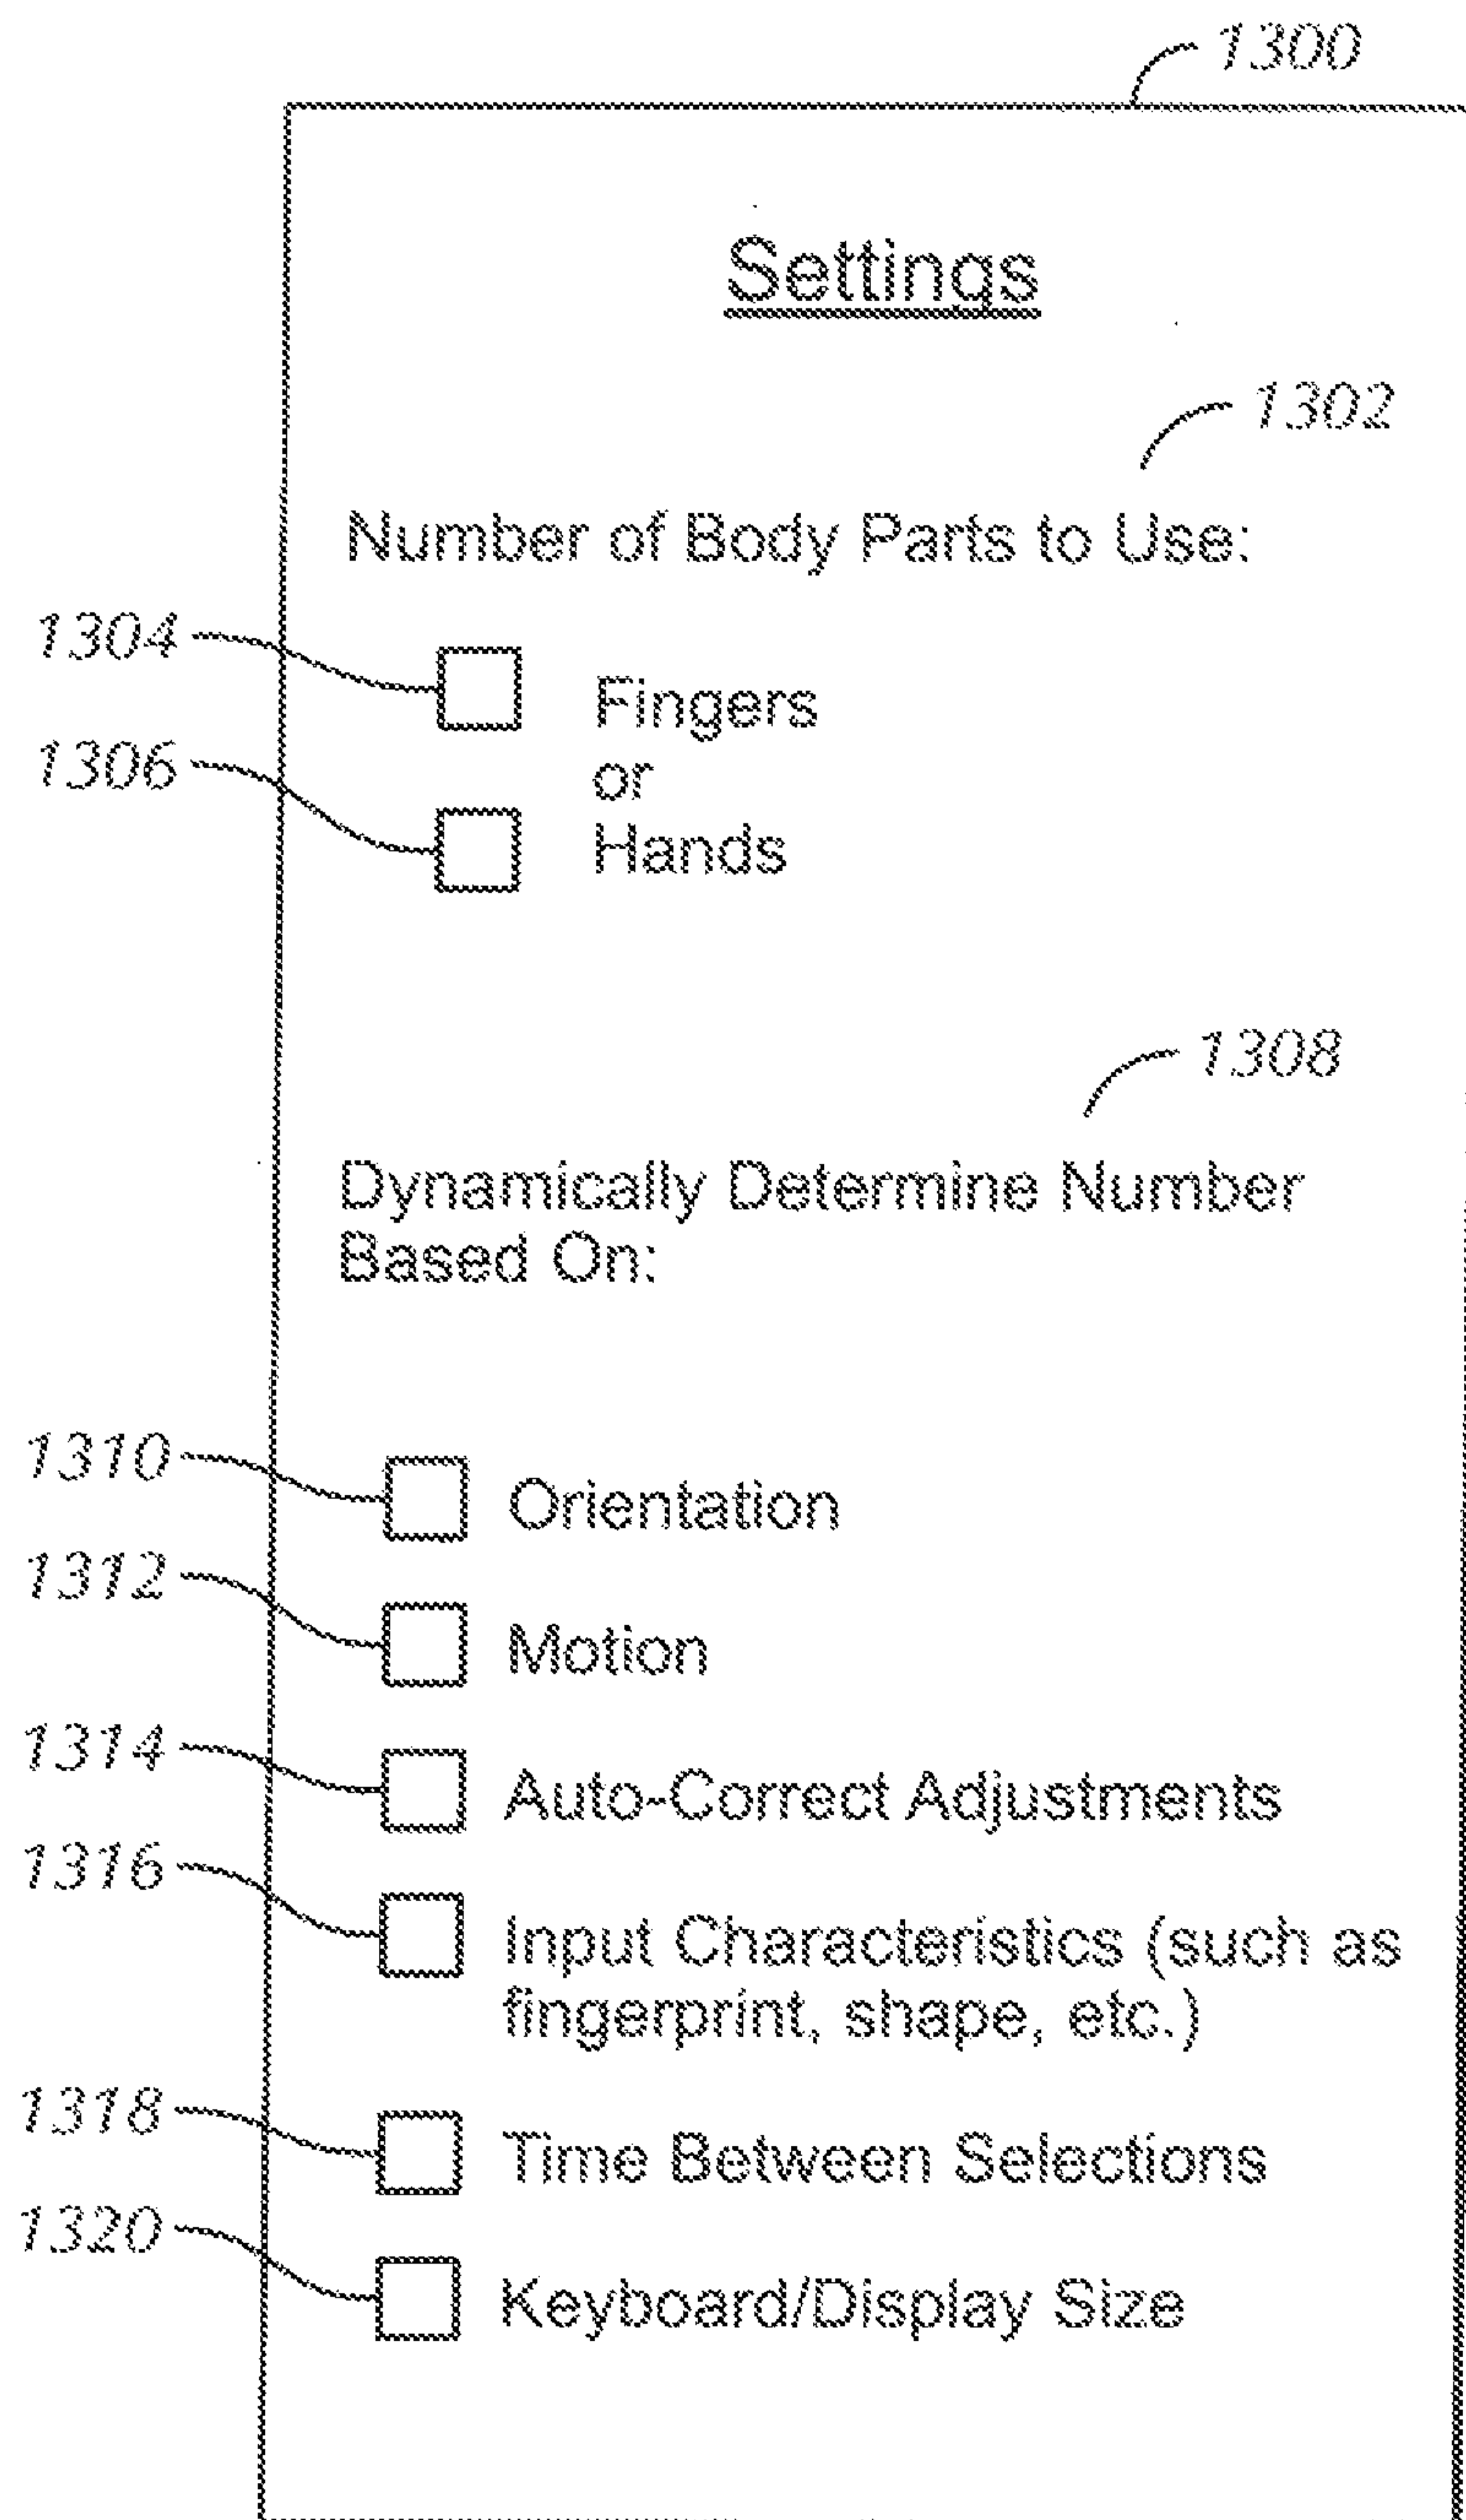 1300
Settings
1302
Number of Body Parts to Use:
1304
Fingers
1306
or
Hands
1308
Dynamically Determine Number
Based On:
1310
Orientation
1312
Motion
1314
Auto-Correct Adjustments
1316
Input Characteristics (such as
fingerprint, shape, etc.)
1318
Time Between Selections
1320
Keyboard/Display Size